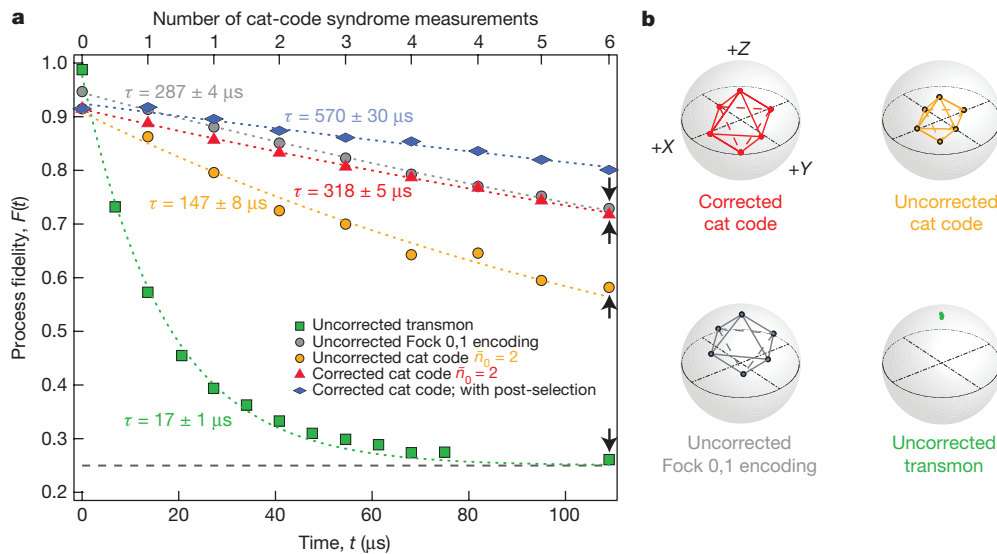 a
Number of cat-code syndrome measurements
0 1 1 2 3 4 4 5 6
1.0
0.9
0.8
0.7
0.6
0.5
0.4
0.3
0.2
Process fidelity, F(t)
τ = 287 ± 4 μs
τ = 570 ± 30 μs
τ = 318 ± 5 μs
τ = 147 ± 8 μs
τ = 17 ± 1 μs
Uncorrected transmon
Uncorrected Fock 0,1 encoding
Uncorrected cat code n̄₀ = 2
Corrected cat code n̄₀ = 2
Corrected cat code; with post-selection
0 20 40 60 80 100
Time, t (μs)
b
+Z
+X
+Y
Corrected
cat code
Uncorrected
cat code
Uncorrected
Fock 0,1 encoding
Uncorrected
transmon